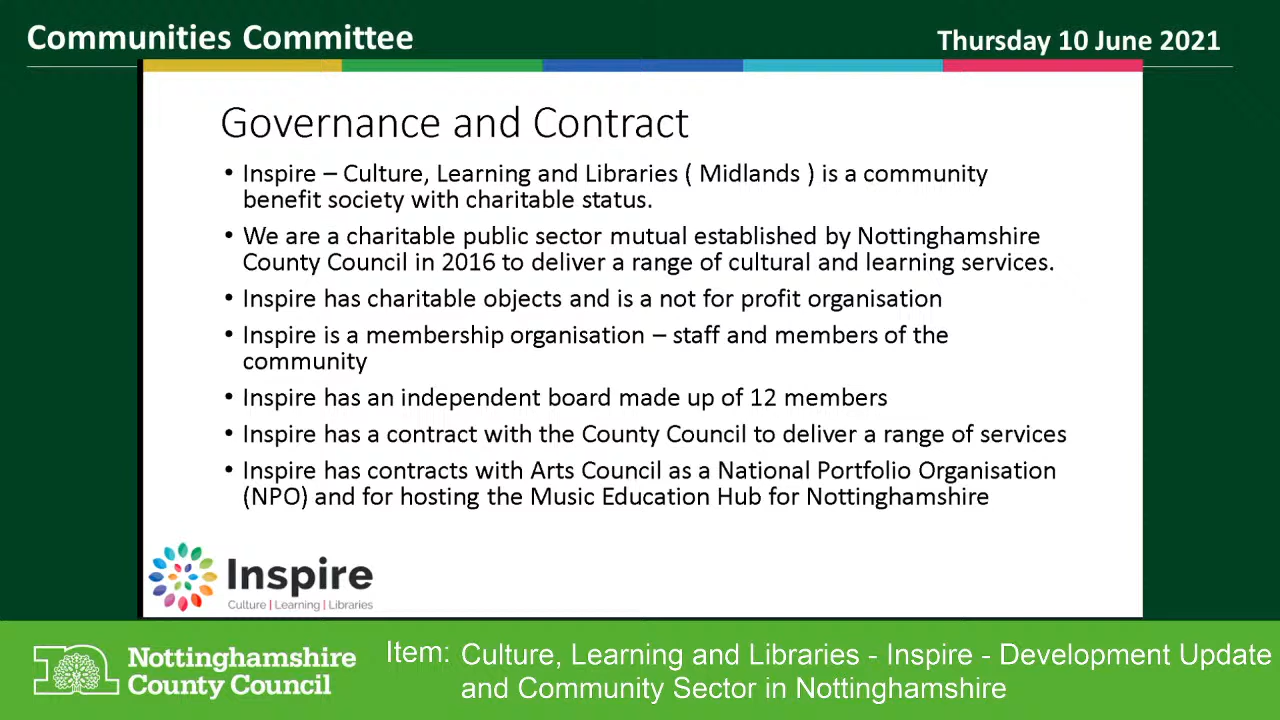 Communities Committee
Thursday 10 June 2021
Governance and Contract
• Inspire – Culture, Learning and Libraries ( Midlands ) is a community
benefit society with charitable status.
• We are a charitable public sector mutual established by Nottinghamshire
County Council in 2016 to deliver a range of cultural and learning services.
• Inspire has charitable objects and is a not for profit organisation
• Inspire is a membership organisation – staff and members of the
community
• Inspire has an independent board made up of 12 members
• Inspire has a contract with the County Council to deliver a range of services
• Inspire has contracts with Arts Council as a National Portfolio Organisation
(NPO) and for hosting the Music Education Hub for Nottinghamshire
Inspire
Culture | Learning | Libraries
Nottinghamshire
County Council
Item: Culture, Learning and Libraries - Inspire - Development Update
and Community Sector in Nottinghamshire